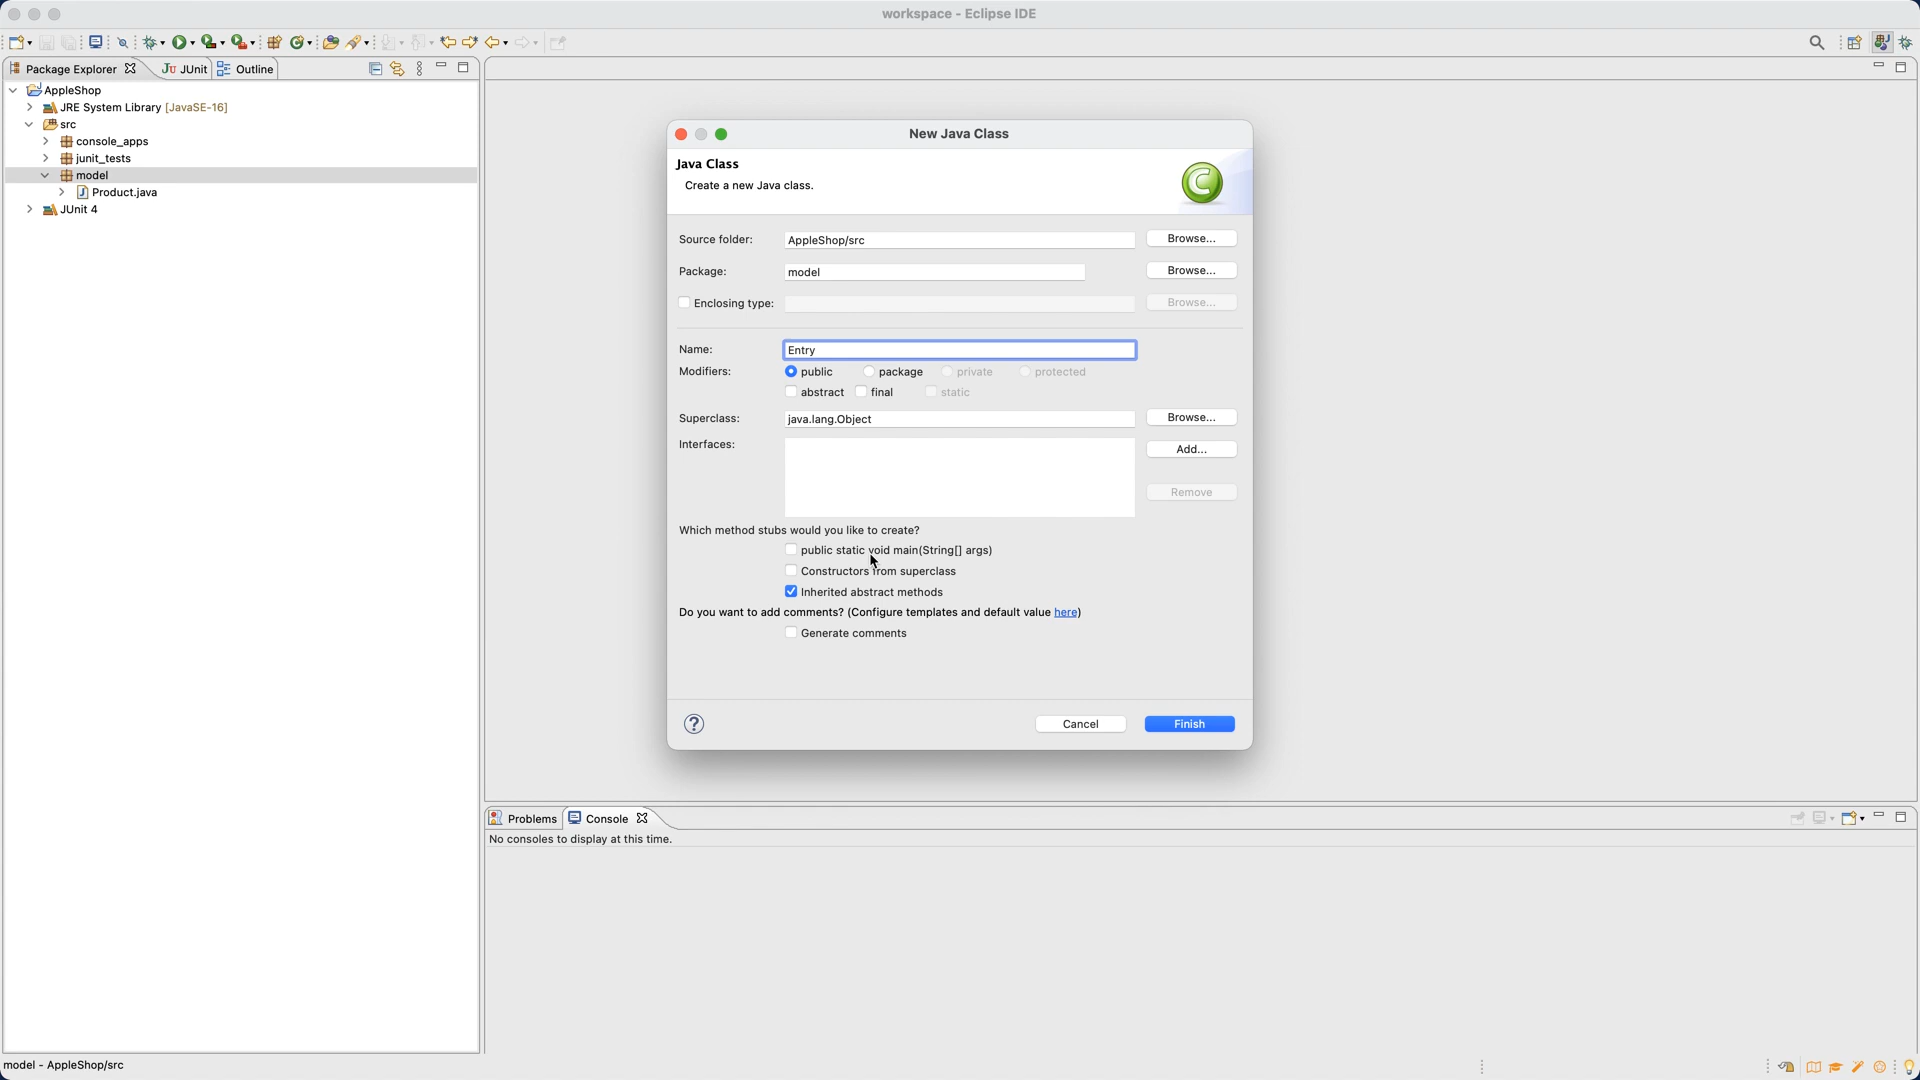 workspace - Eclipse IDE
Package Explorer
JUnit
Outline
AppleShop
JRE System Library [JavaSE-16]
src
console_apps
junit_tests
model
Product.java
JUnit 4
New Java Class
Java Class
Create a new Java class.
Source folder:
AppleShop/src
Browse...
Package:
model
Browse...
Enclosing type:
Browse...
Name:
Entry
Modifiers:
public
package
private
protected
abstract
final
static
Superclass:
java.lang.Object
Browse...
Interfaces:
Add...
Remove
Which method stubs would you like to create?
public static void main(String[] args)
Constructors from superclass
Inherited abstract methods
Do you want to add comments? (Configure templates and default value here)
Generate comments
?
Cancel
Finish
Problems
Console
No consoles to display at this time.
model - AppleShop/src